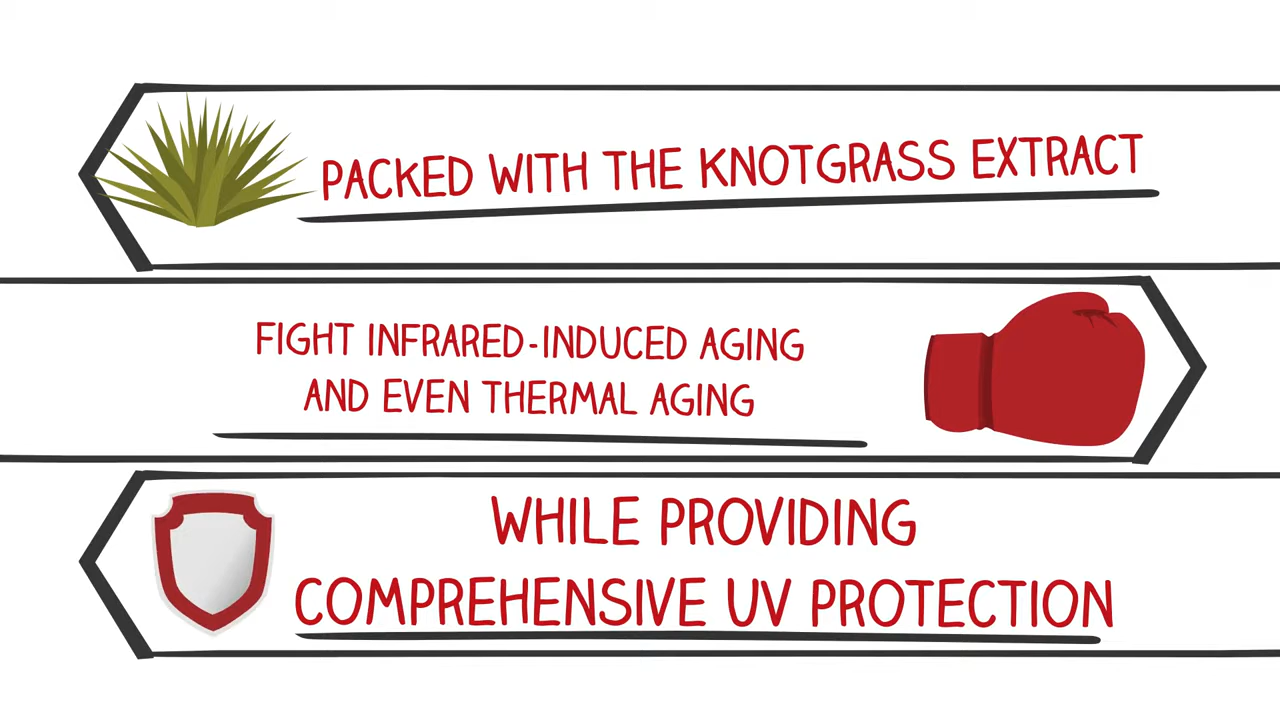 PACKED WITH THE KNOTGRASS EXTRACT
FIGHT INFRARED-INDUCED AGING
AND EVEN THERMAL AGING
WHILE PROVIDING
COMPREHENSIVE UV PROTECTION